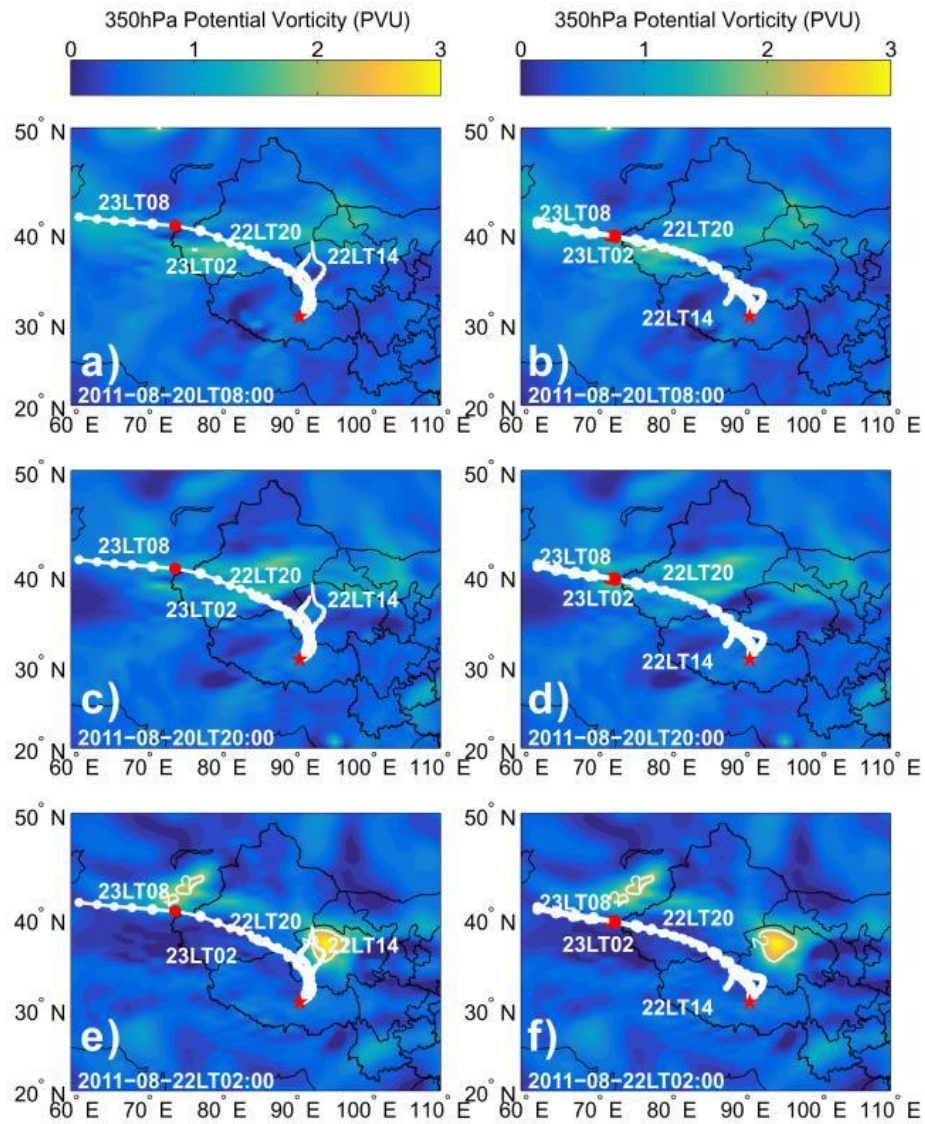 350hPa Potential Vorticity (PVU)
350hPa Potential Vorticity (PVU)
0 1 2 3
0 1 2 3
50° N
40° N
30° N
20° N
23LT08
22LT20
23LT02
22LT14
a)
2011-08-20LT08:00
60° E 70° E 80° E 90° E 100° E 110° E
50° N
40° N
30° N
20° N
23LT08
22LT20
23LT02
22LT14
b)
2011-08-20LT08:00
60° E 70° E 80° E 90° E 100° E 110° E
50° N
40° N
30° N
20° N
23LT08
22LT20
23LT02
22LT14
c)
2011-08-20LT20:00
60° E 70° E 80° E 90° E 100° E 110° E
50° N
40° N
30° N
20° N
23LT08
22LT20
23LT02
22LT14
d)
2011-08-20LT20:00
60° E 70° E 80° E 90° E 100° E 110° E
50° N
40° N
30° N
20° N
23LT08
22LT20
23LT02
22LT14
e)
2011-08-22LT02:00
60° E 70° E 80° E 90° E 100° E 110° E
50° N
40° N
30° N
20° N
23LT08
22LT20
23LT02
22LT14
f)
2011-08-22LT02:00
60° E 70° E 80° E 90° E 100° E 110° E